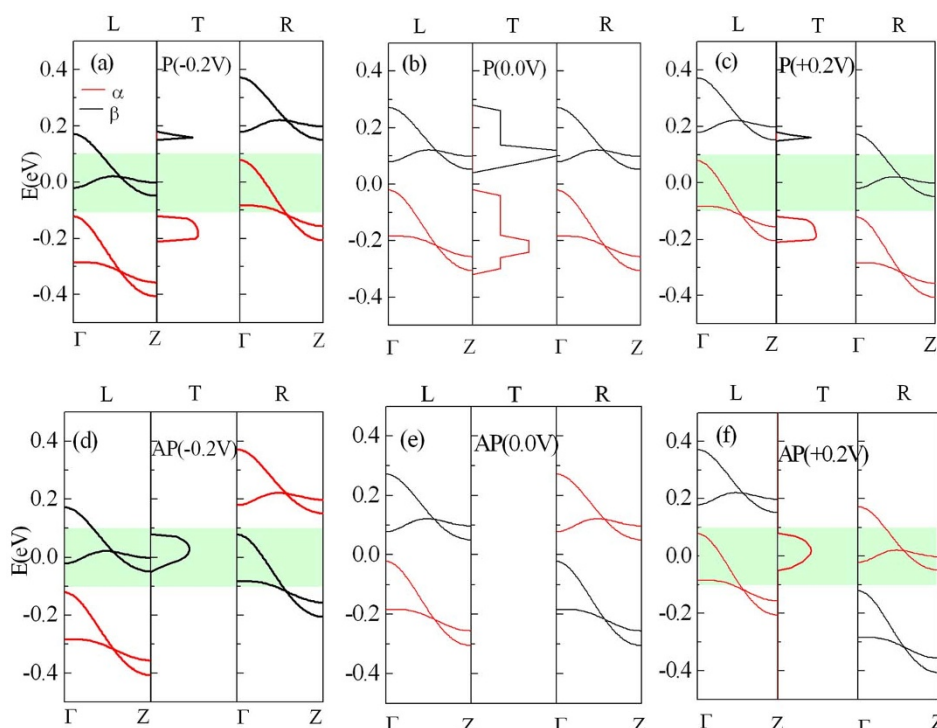 L T R L T R L T R
(a) P(-0.2V) (b) P(0.0V) (c) P(+0.2V)
α
β
E(eV)
0.4 0.4 0.4
0.2 0.2 0.2
0.0 0.0 0.0
-0.2 -0.2 -0.2
-0.4 -0.4 -0.4
Γ Z Γ Z Γ Z Γ Z Γ Z Γ Z
L T R L T R L T R
(d) AP(-0.2V) (e) AP(0.0V) (f) AP(+0.2V)
E(eV)
0.4 0.4 0.4
0.2 0.2 0.2
0.0 0.0 0.0
-0.2 -0.2 -0.2
-0.4 -0.4 -0.4
Γ Z Γ Z Γ Z Γ Z Γ Z Γ Z